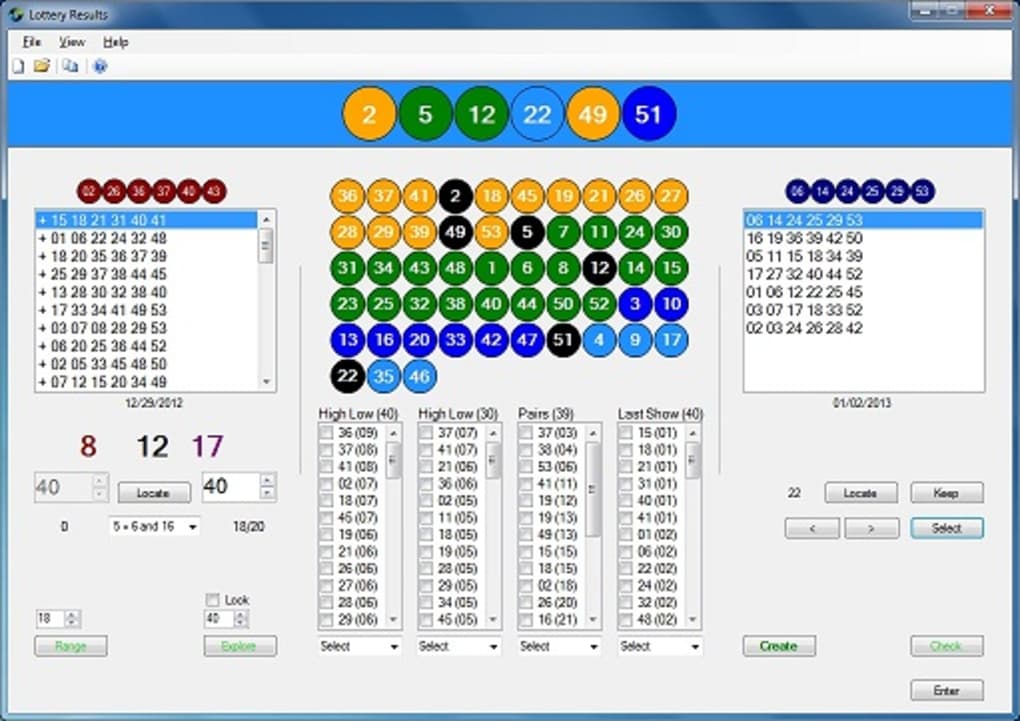 Lottery Results
File View Help
2 5 12 22 49 51
02 26 36 37 40 43
+ 15 18 21 31 40 41
+ 01 06 22 24 32 48
+ 18 20 35 36 37 39
+ 25 29 37 38 44 45
+ 13 28 30 32 38 40
+ 17 33 34 41 49 53
+ 03 07 08 28 29 53
+ 06 20 25 36 44 52
+ 02 05 33 45 48 50
+ 07 12 15 20 34 49
12/29/2012
8 12 17
40 Locate 40
0 5 + 6 and 16 18/20
Lock
18 40
Range Explore
36 37 41 2 18 45 19 21 26 27
28 29 39 49 53 5 7 11 24 30
31 34 43 48 1 6 8 12 14 15
23 25 32 38 40 44 50 52 3 10
13 16 20 33 42 47 51 4 9 17
22 35 46
High Low (40)
36 (09)
37 (08)
41 (08)
02 (07)
18 (07)
45 (07)
19 (06)
21 (06)
26 (06)
27 (06)
28 (06)
29 (06)
Select
High Low (30)
37 (07)
41 (07)
21 (06)
36 (06)
02 (05)
11 (05)
18 (05)
19 (05)
28 (05)
29 (05)
34 (05)
45 (05)
Select
Pairs (39)
37 (03)
38 (04)
53 (06)
41 (11)
19 (12)
19 (13)
49 (13)
15 (15)
18 (15)
02 (18)
26 (20)
16 (21)
Select
Last Show (40)
15 (01)
18 (01)
21 (01)
31 (01)
40 (01)
41 (01)
01 (02)
06 (02)
22 (02)
24 (02)
32 (02)
48 (02)
Select
06 14 24 25 29 53
06 14 24 25 29 53
16 19 36 39 42 50
05 11 15 18 34 39
17 27 32 40 44 52
01 06 12 22 25 45
03 07 17 18 33 52
02 03 24 26 28 42
01/02/2013
22 Locate Keep
< > Select
Create Check
Enter